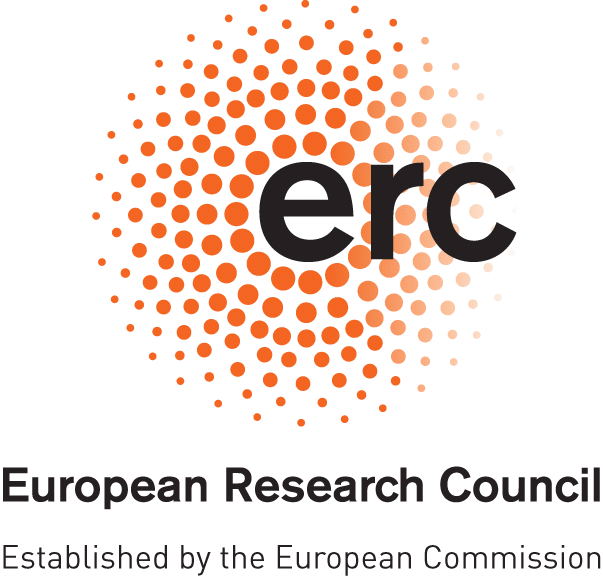 erc
European Research Council
Established by the European Commission